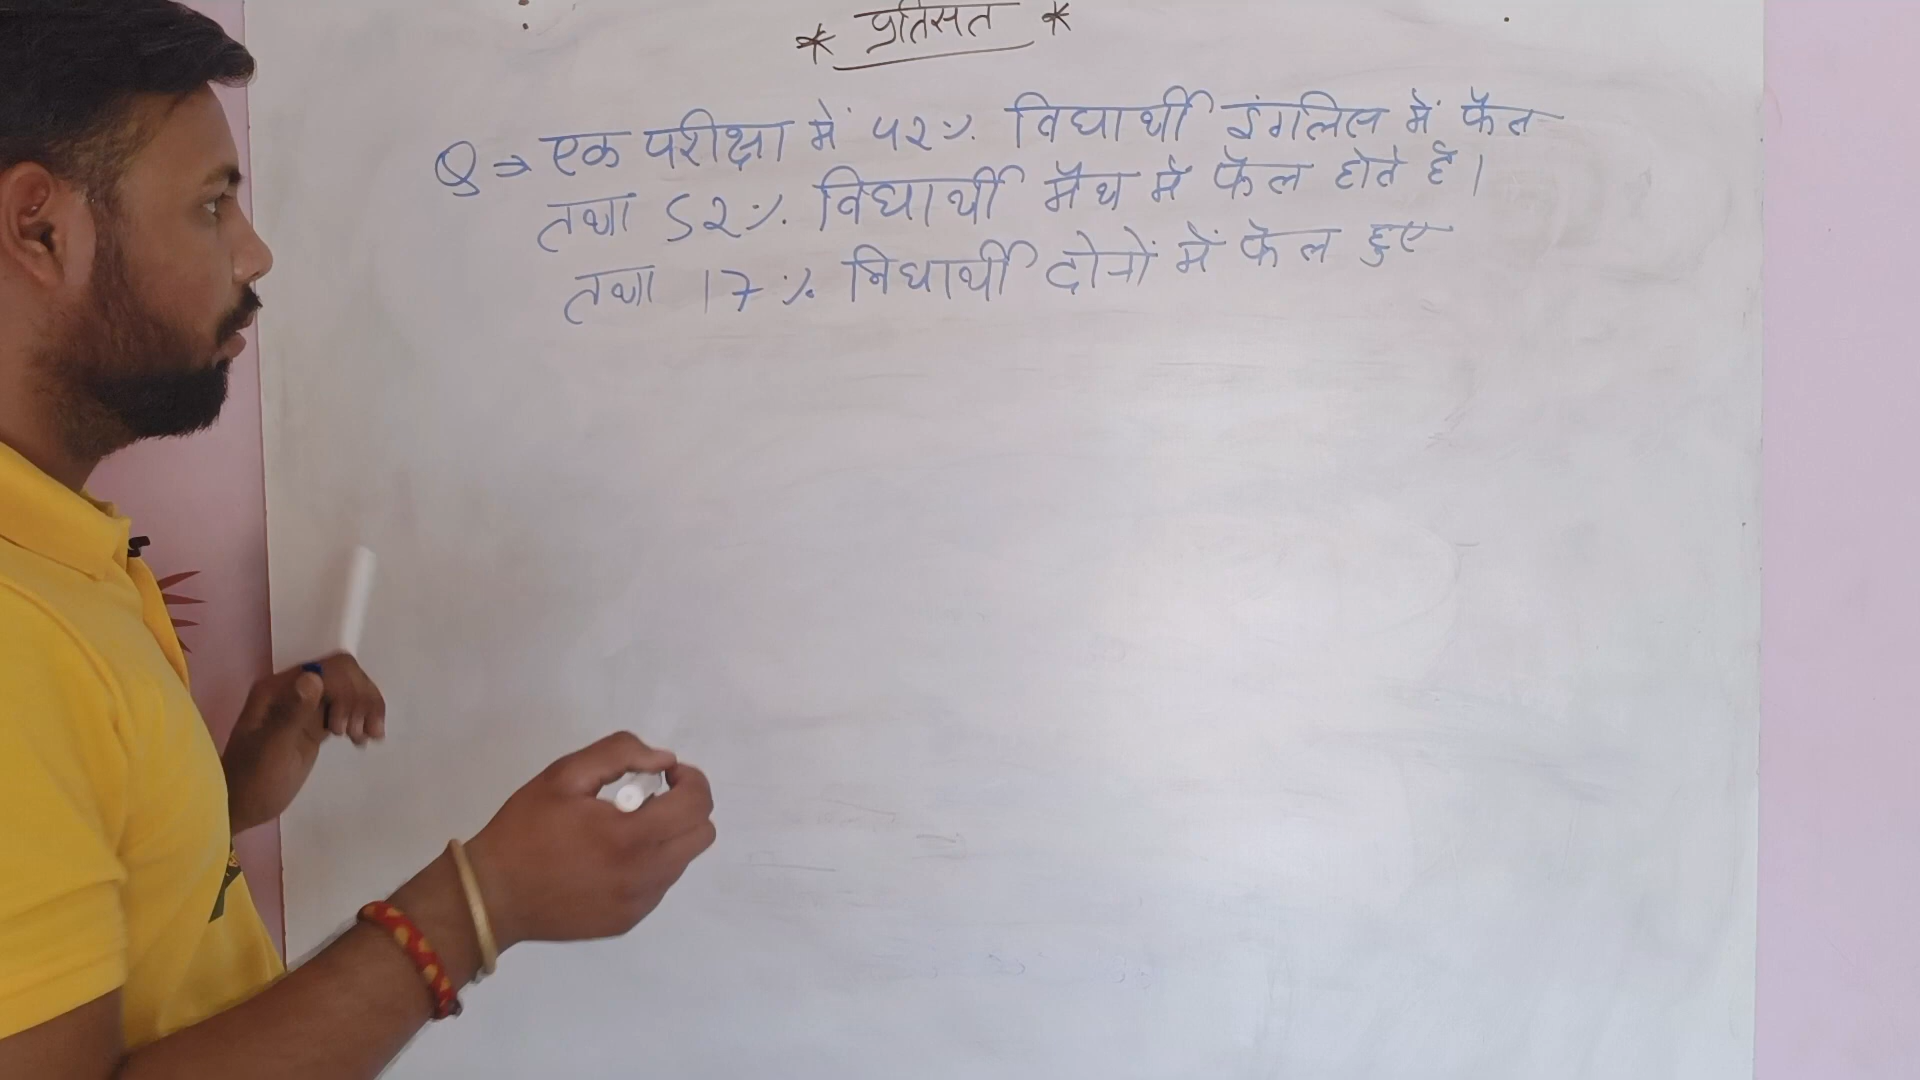 * प्रतिसत *
Q ⇒ एक परीक्षा में 42% विद्यार्थी इंगलिस में फैल
तथा 52% विद्यार्थी मैथ में फैल होते है।
तथा 17% विद्यार्थी दोनों में फैल हुए